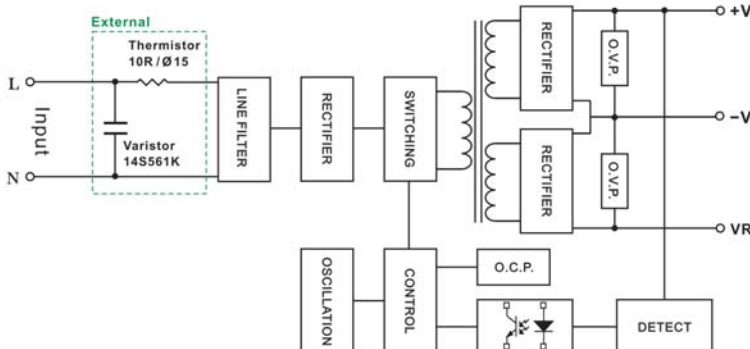 External
Thermistor
10R/Ø15
L
Input
N
Varistor
14S561K
LINE FILTER
RECTIFIER
SWITCHING
RECTIFIER
RECTIFIER
O.V.P.
O.V.P.
+V
−V
VR
OSCILLATION
CONTROL
O.C.P.
DETECT